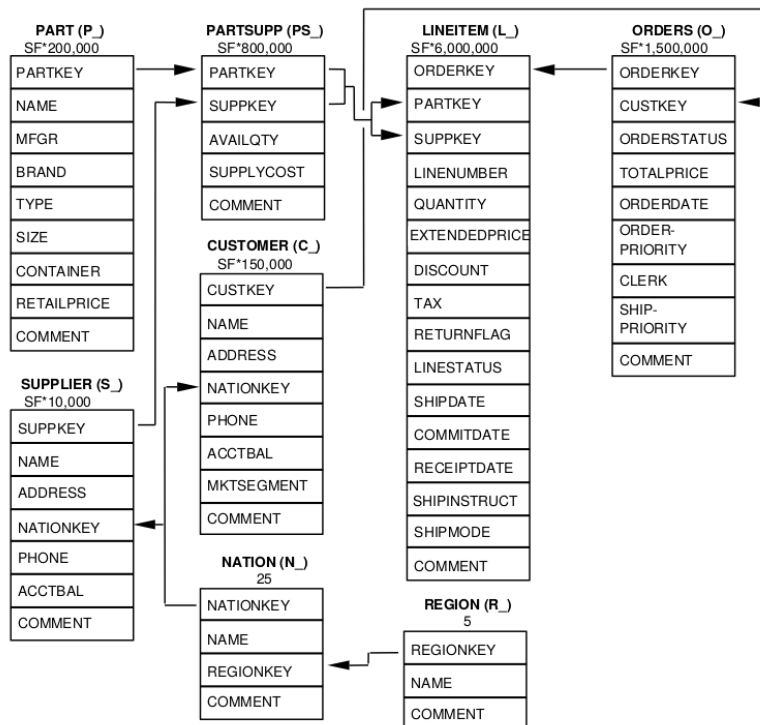 PART (P_)
SF*200,000
PARTKEY
NAME
MFGR
BRAND
TYPE
SIZE
CONTAINER
RETAILPRICE
COMMENT
SUPPLIER (S_)
SF*10,000
SUPPKEY
NAME
ADDRESS
NATIONKEY
PHONE
ACCTBAL
COMMENT
PARTSUPP (PS_)
SF*800,000
PARTKEY
SUPPKEY
AVAILQTY
SUPPLYCOST
COMMENT
CUSTOMER (C_)
SF*150,000
CUSTKEY
NAME
ADDRESS
NATIONKEY
PHONE
ACCTBAL
MKTSEGMENT
COMMENT
NATION (N_)
25
NATIONKEY
NAME
REGIONKEY
COMMENT
LINEITEM (L_)
SF*6,000,000
ORDERKEY
PARTKEY
SUPPKEY
LINENUMBER
QUANTITY
EXTENDEDPRICE
DISCOUNT
TAX
RETURNFLAG
LINESTATUS
SHIPDATE
COMMITDATE
RECEIPTDATE
SHIPINSTRUCT
SHIPMODE
COMMENT
REGION (R_)
5
REGIONKEY
NAME
COMMENT
ORDERS (O_)
SF*1,500,000
ORDERKEY
CUSTKEY
ORDERSTATUS
TOTALPRICE
ORDERDATE
ORDER-
PRIORITY
CLERK
SHIP-
PRIORITY
COMMENT